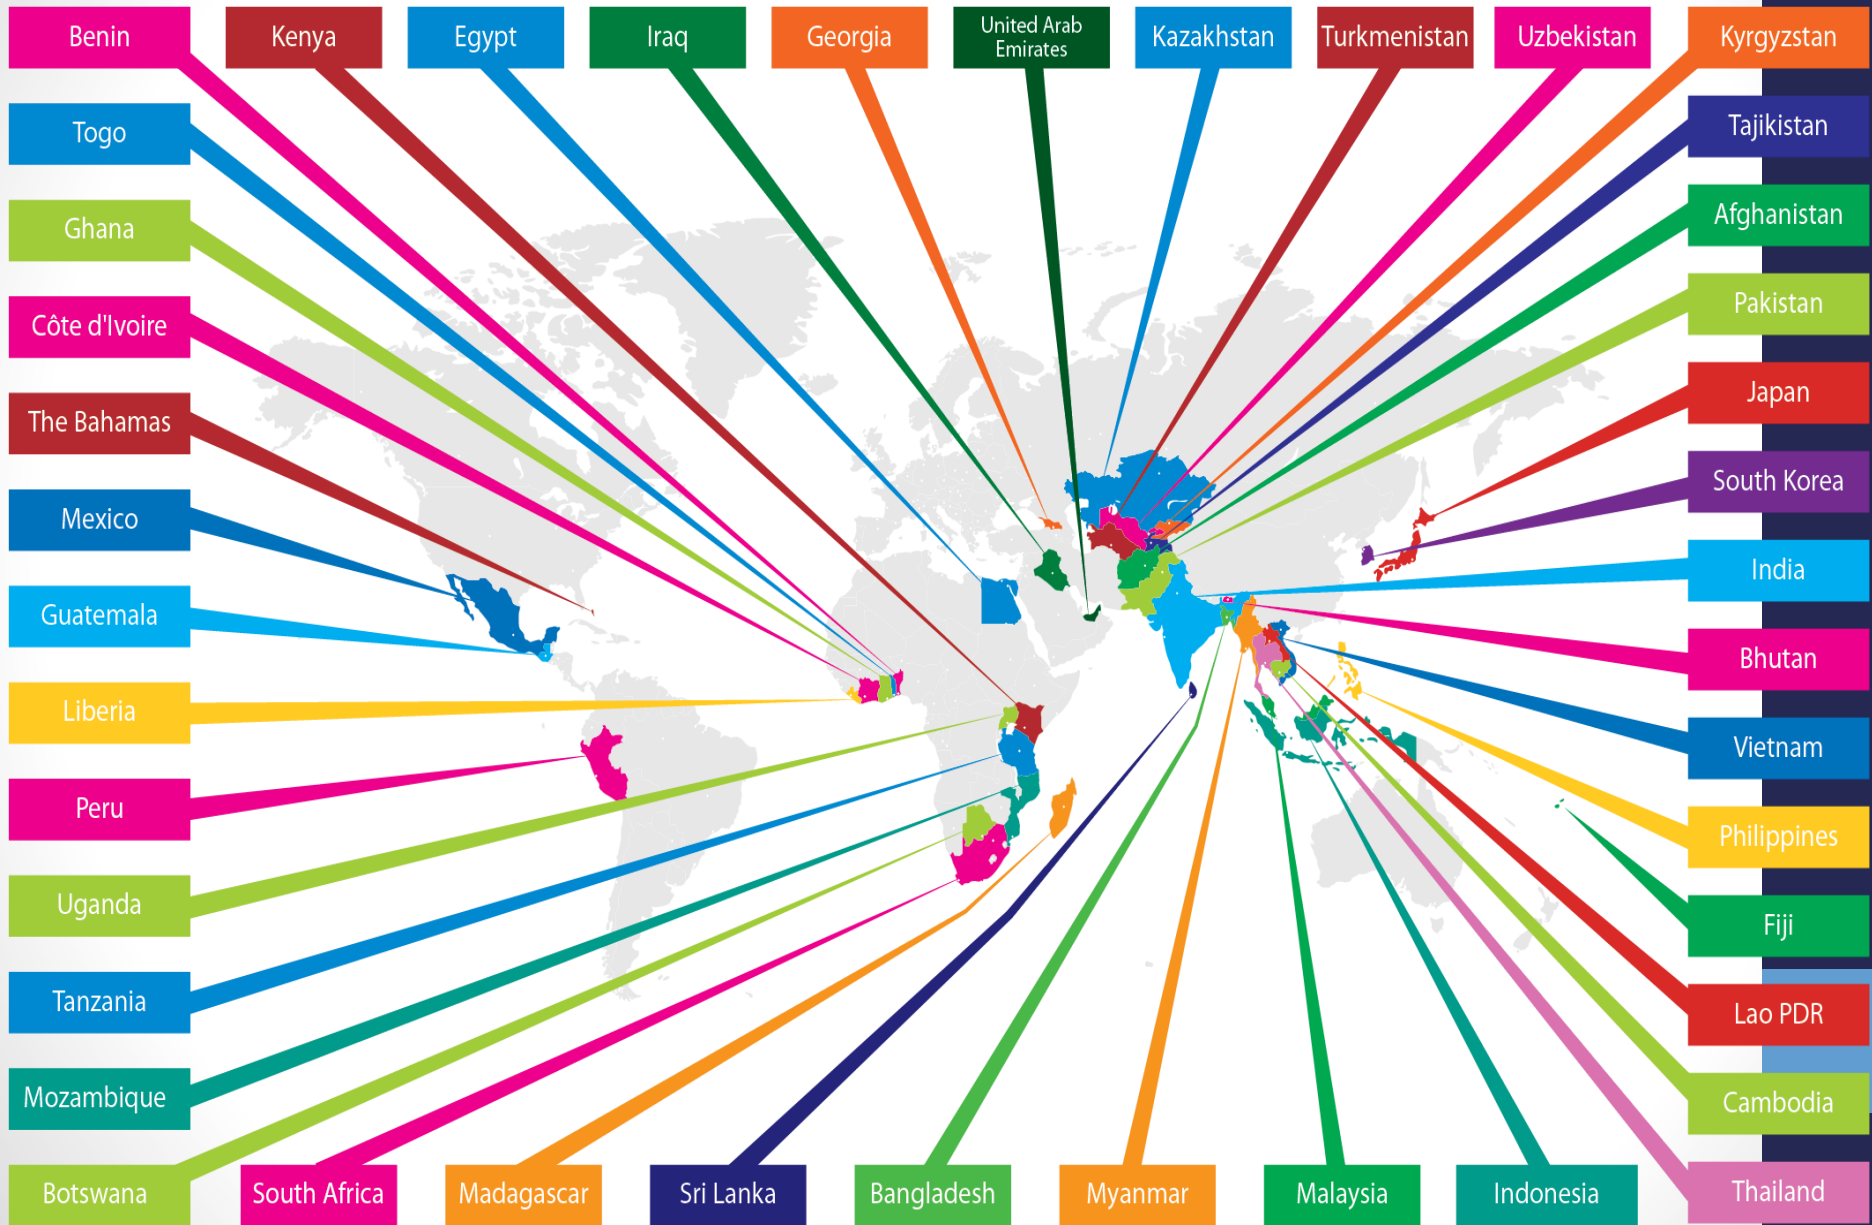 Benin
Kenya
Egypt
Iraq
Georgia
United Arab
Emirates
Kazakhstan
Turkmenistan
Uzbekistan
Kyrgyzstan
Togo
Ghana
Côte d'Ivoire
The Bahamas
Mexico
Guatemala
Liberia
Peru
Uganda
Tanzania
Mozambique
Botswana
Tajikistan
Afghanistan
Pakistan
Japan
South Korea
India
Bhutan
Vietnam
Philippines
Fiji
Lao PDR
Cambodia
Thailand
South Africa
Madagascar
Sri Lanka
Bangladesh
Myanmar
Malaysia
Indonesia